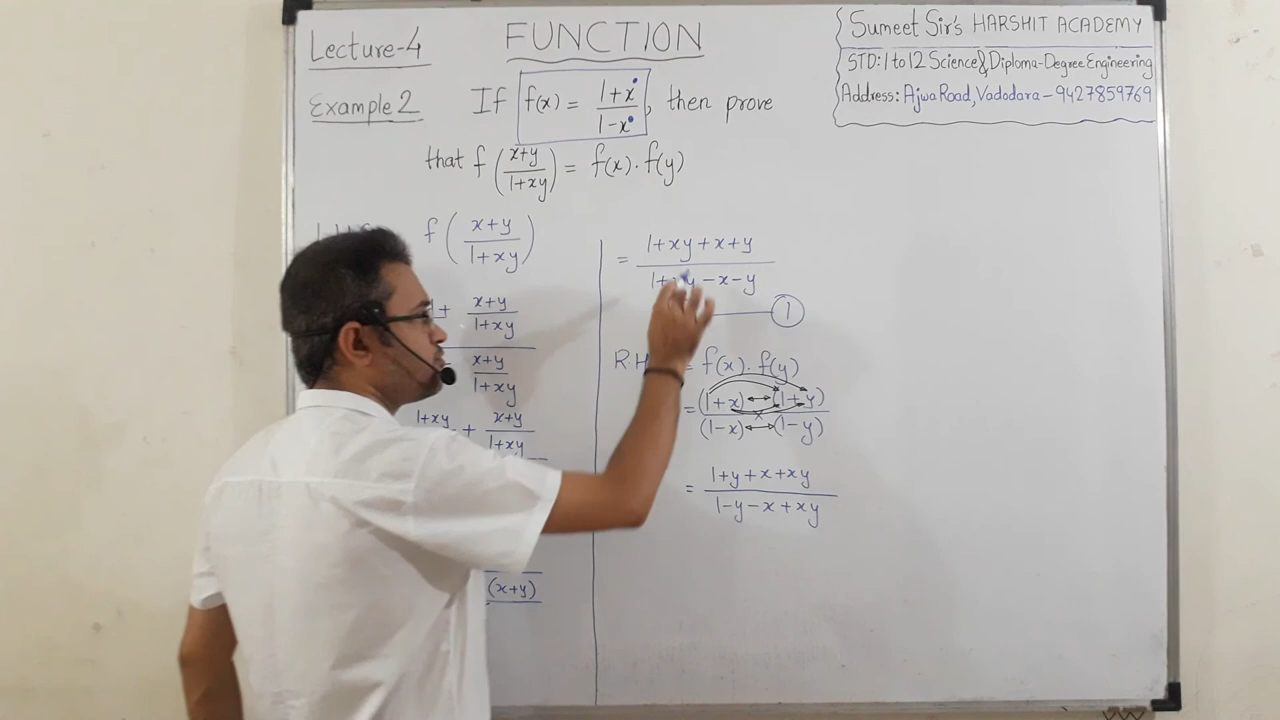 Lecture-4
FUNCTION
Sumeet Sir's HARSHIT ACADEMY
STD: 1 to 12 Science & Diploma-Degree Engineering
Address: Ajwa Road, Vadodara - 9427859769
Example 2 If f(x) = (1+x)/(1-x), then prove
that f((x+y)/(1+xy)) = f(x). f(y)
f((x+y)/(1+xy))
1+ (x+y)/(1+xy)
(x+y)/(1+xy)
1+xy + (x+y)/(1+xy)
(x+y)
= (1+xy+x+y)/(1+xy-x-y)
1
= f(x). f(y)
= (1+x)(1+y)/(1-x)×(1-y)
= (1+y+x+xy)/(1-y-x+xy)